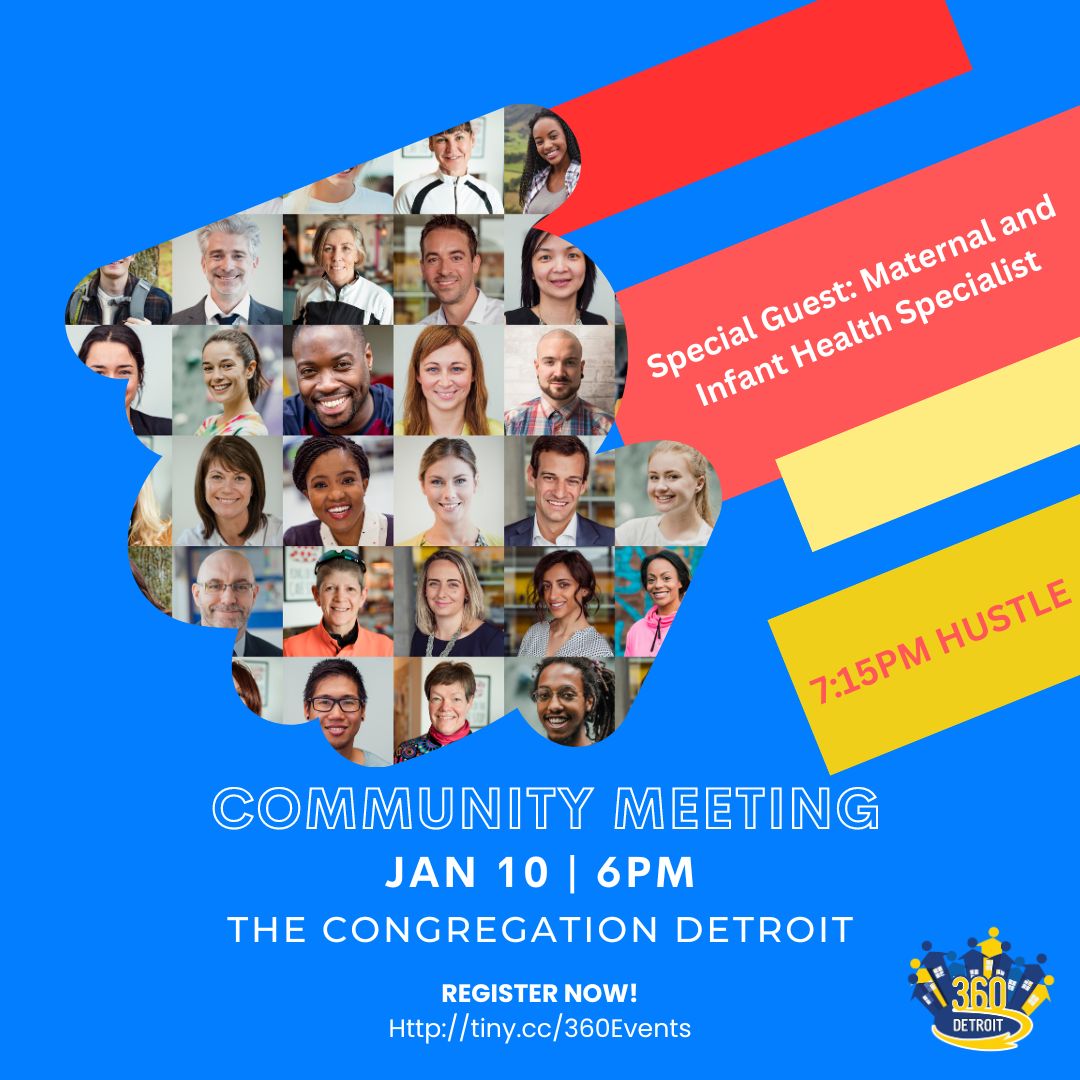 Special Guest: Maternal and
Infant Health Specialist
7:15PM HUSTLE
COMMUNITY MEETING
JAN 10 | 6PM
THE CONGREGATION DETROIT
REGISTER NOW!
Http://tiny.cc/360Events
360
DETROIT